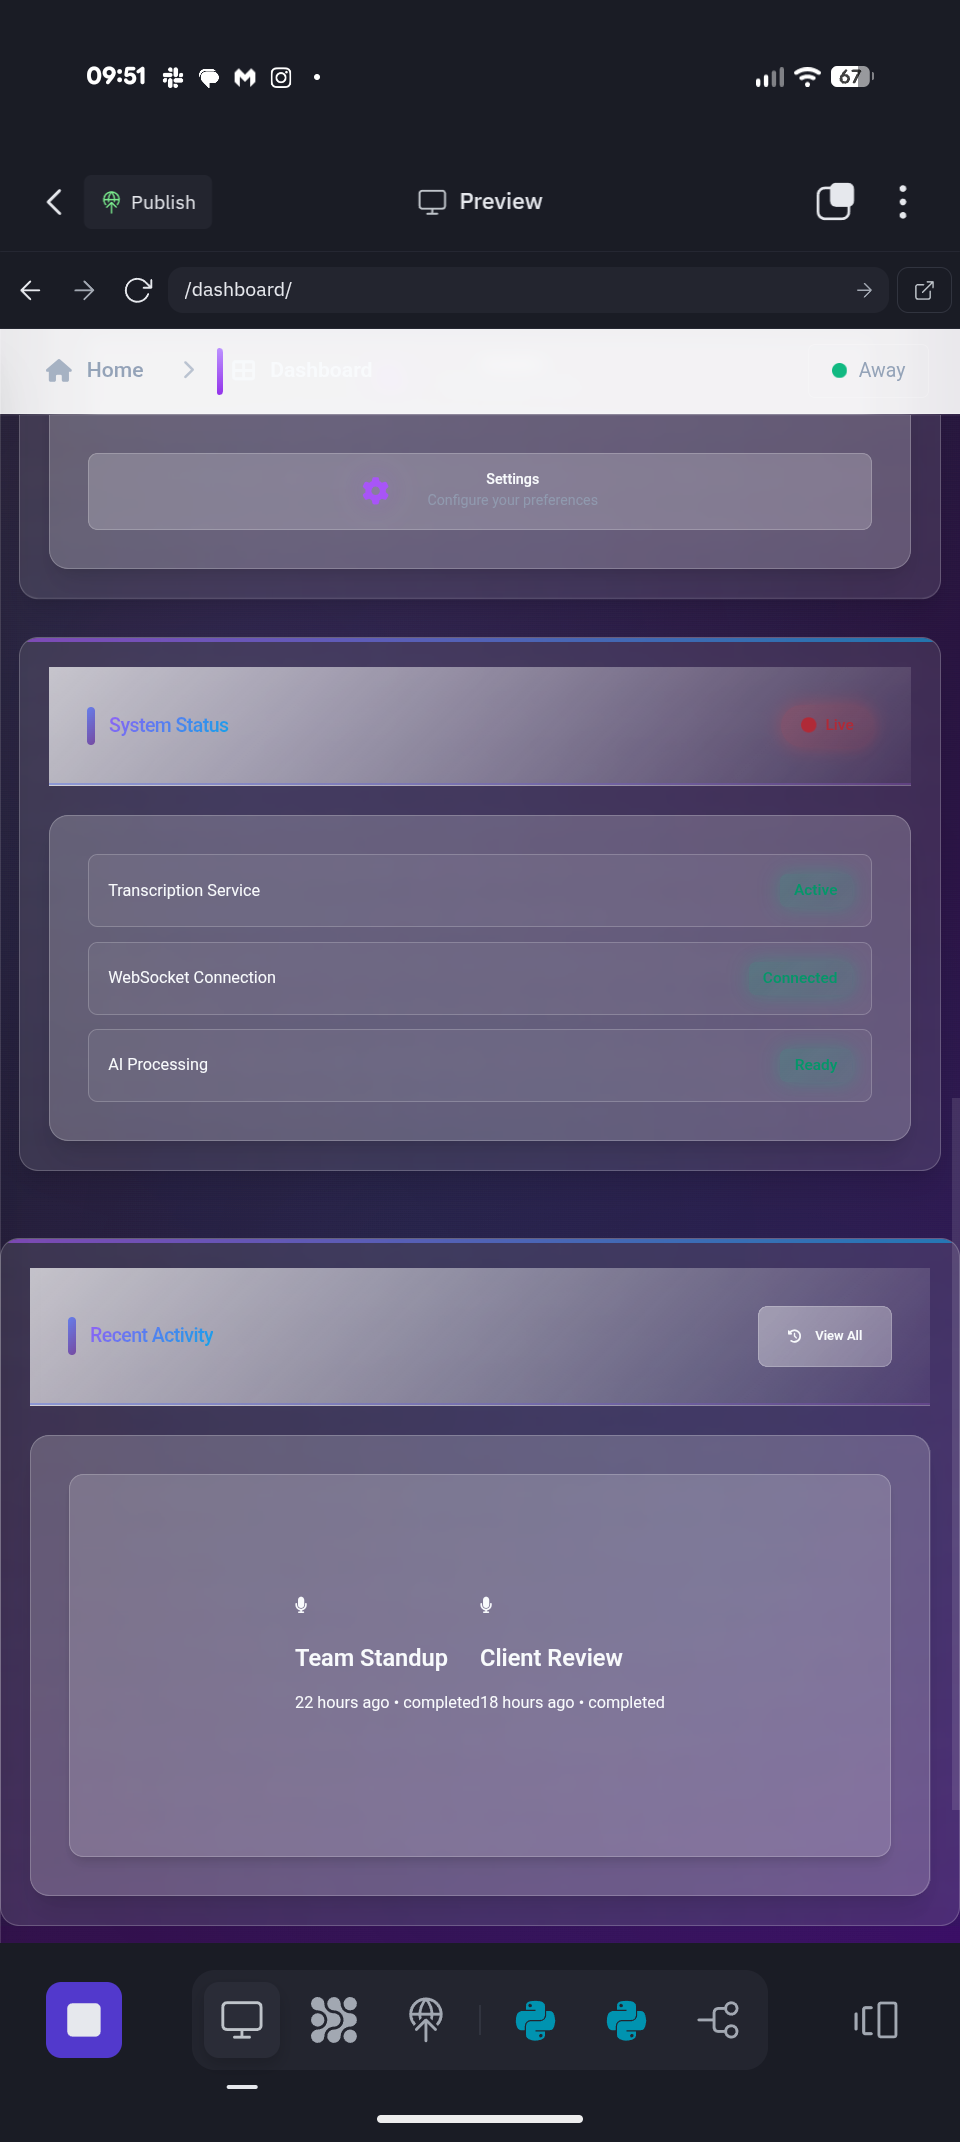 09:51
67
Publish
Preview
/dashboard/
Home
Dashboard
Away
Settings
Configure your preferences
System Status
Live
Transcription Service
Active
WebSocket Connection
Connected
AI Processing
Ready
Recent Activity
View All
Team Standup
Client Review
22 hours ago • completed18 hours ago • completed